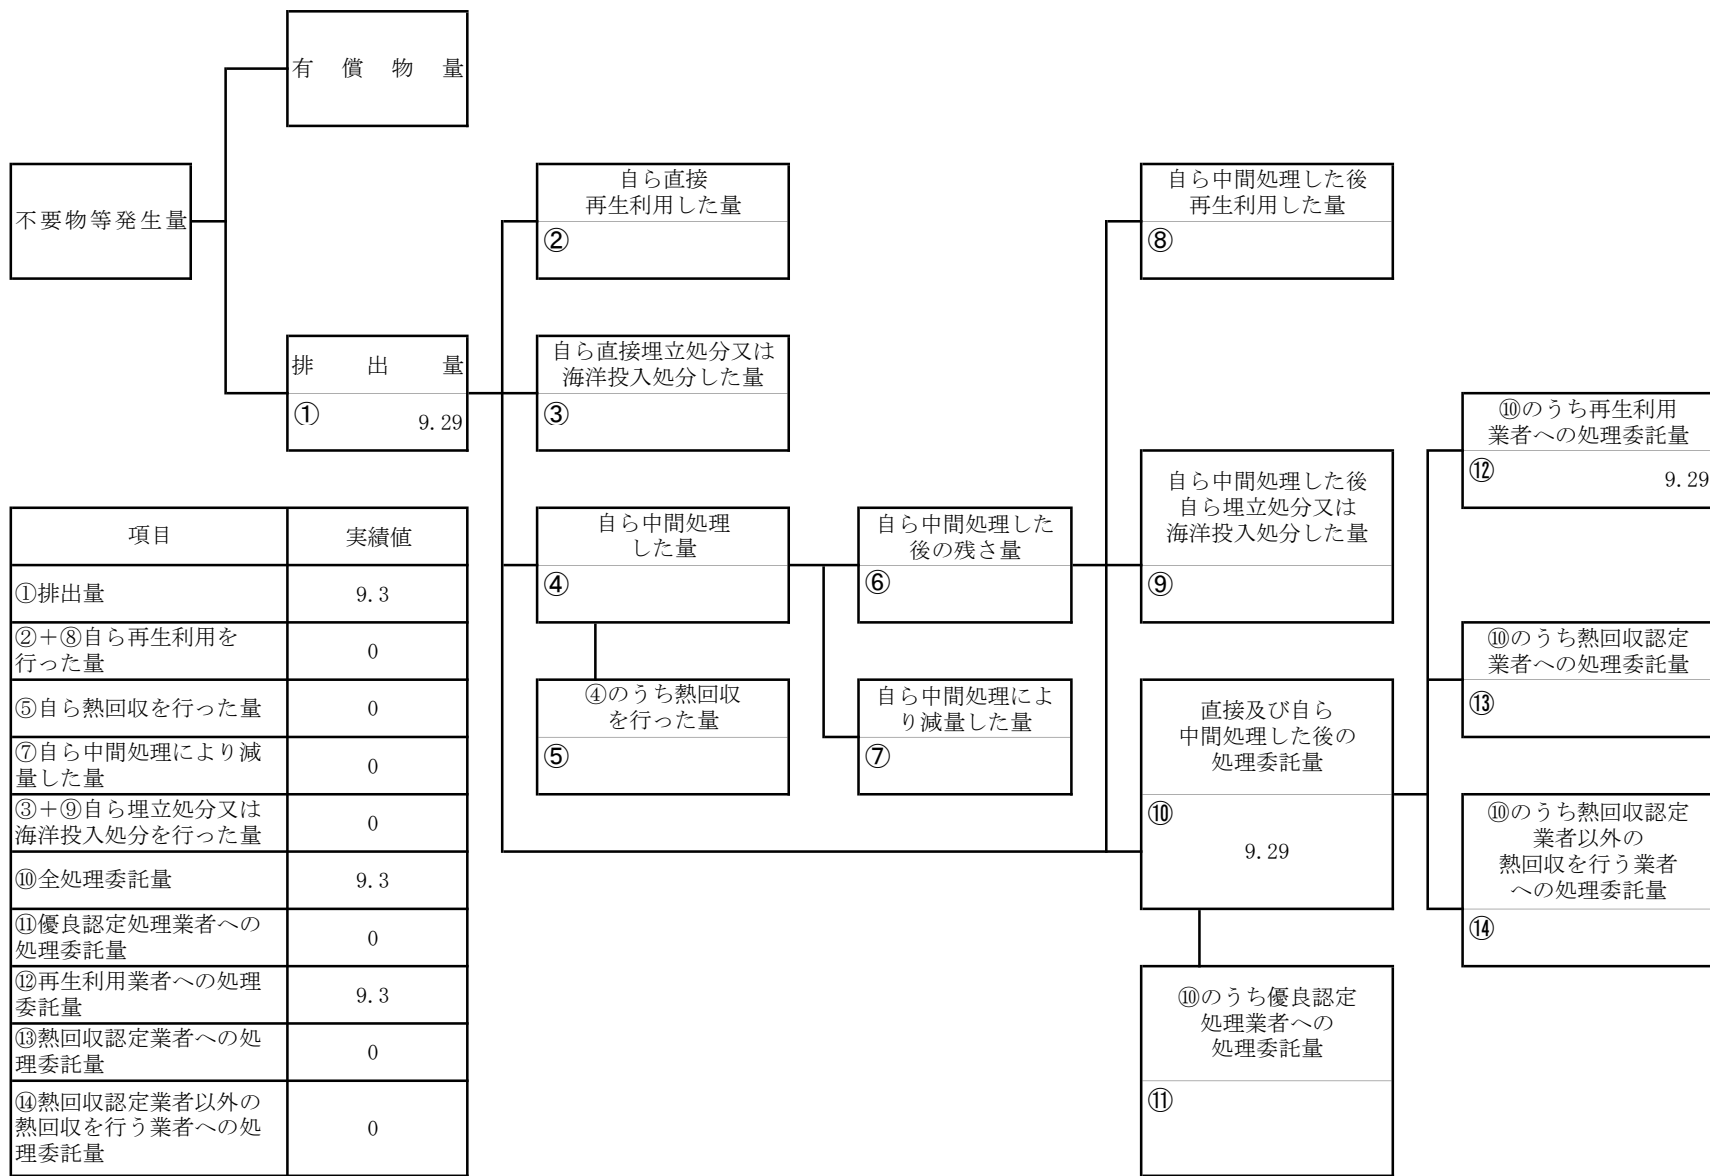 有償物量
不要物等発生量
排出量
①
9.29
自ら直接
再生利用した量
②
自ら直接埋立処分又は
海洋投入処分した量
③
自ら中間処理
した量
④
④のうち熱回収
を行った量
⑤
自ら中間処理した
後の残さ量
⑥
自ら中間処理によ
り減量した量
⑦
自ら中間処理した後
再生利用した量
⑧
自ら中間処理した後
自ら埋立処分又は
海洋投入処分した量
⑨
直接及び自ら
中間処理した後の
処理委託量
⑩
9.29
⑩のうち優良認定
処理業者への
処理委託量
⑪
⑩のうち再生利用
業者への処理委託量
⑫
9.29
⑩のうち熱回収認定
業者への処理委託量
⑬
⑩のうち熱回収認定
業者以外の
熱回収を行う業者
への処理委託量
⑭
項目 実績値
①排出量 9.3
②+⑧自ら再生利用を
行った量
0
⑤自ら熱回収を行った量 0
⑦自ら中間処理により減
量した量
0
③+⑨自ら埋立処分又は
海洋投入処分を行った量
0
⑩全処理委託量 9.3
⑪優良認定処理業者への
処理委託量
0
⑫再生利用業者への処理
委託量
9.3
⑬熱回収認定業者への処
理委託量
0
⑭熱回収認定業者以外の
熱回収を行う業者への処
理委託量
0